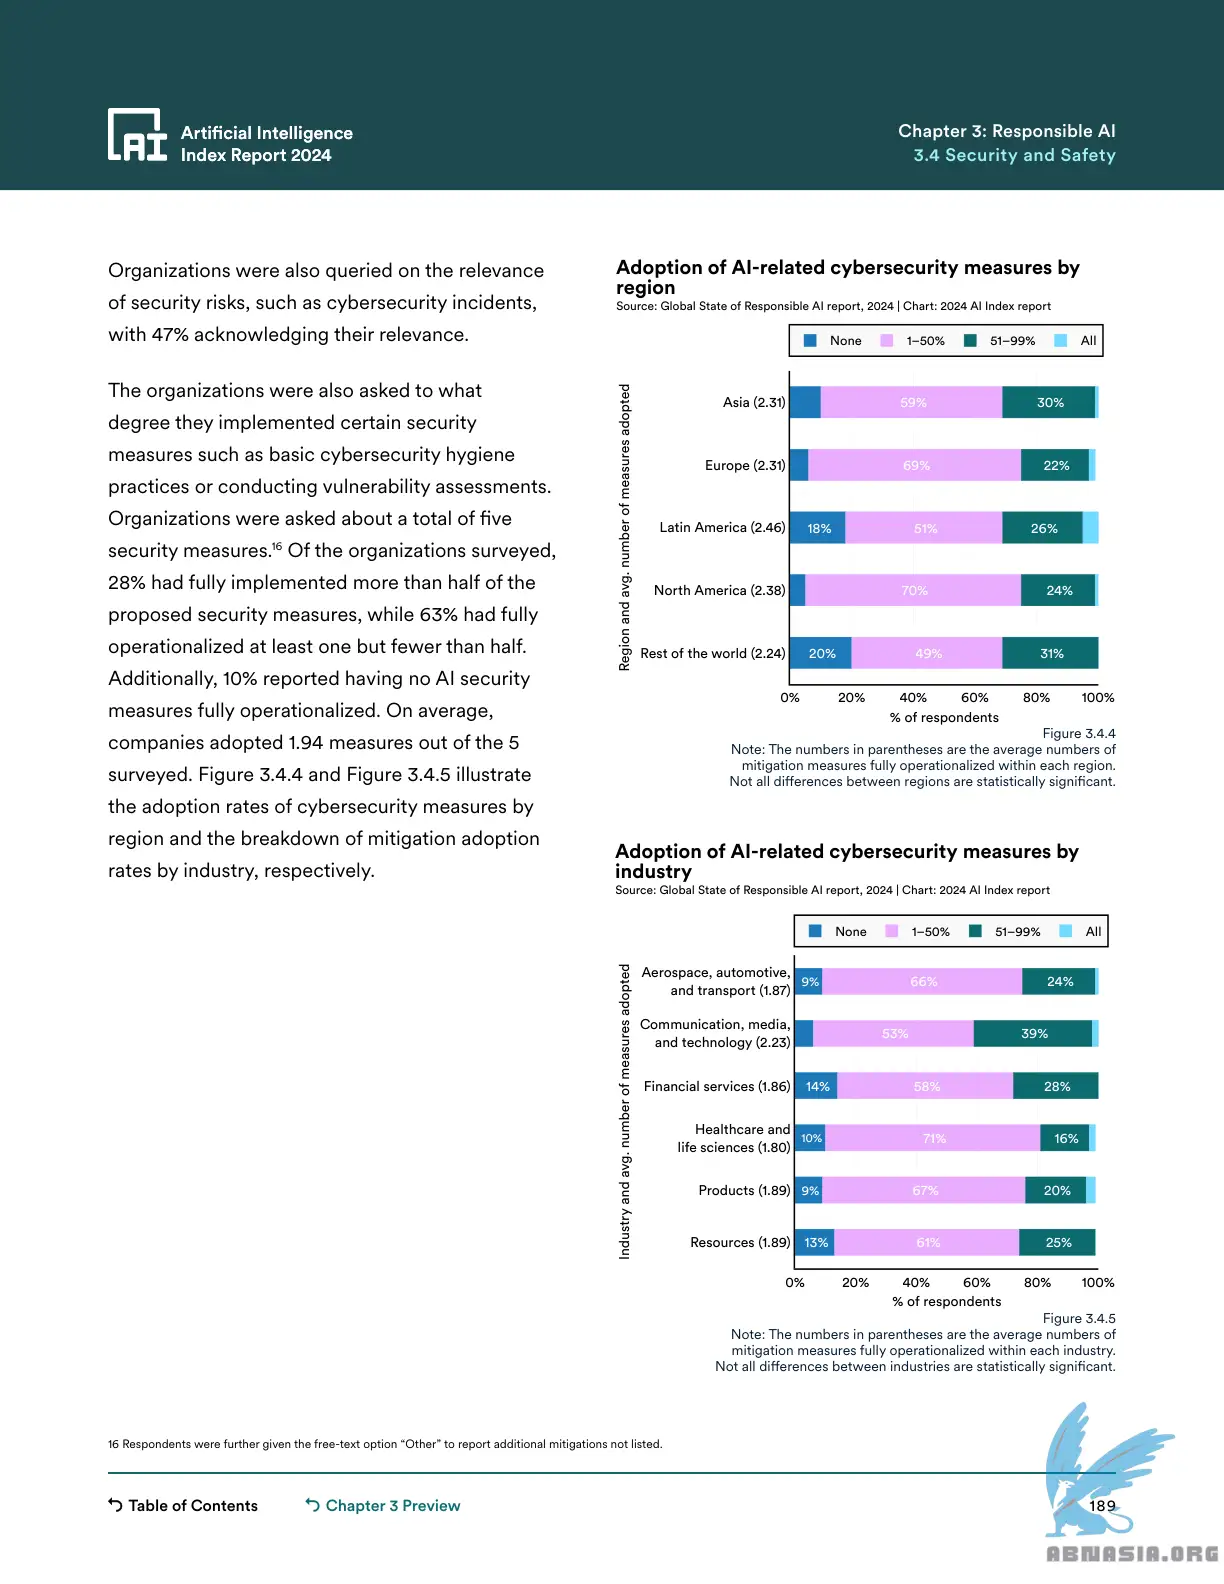 Artificial Intelligence
Index Report 2024
Chapter 3: Responsible AI
3.4 Security and Safety
Organizations were also queried on the relevance
of security risks, such as cybersecurity incidents,
with 47% acknowledging their relevance.
The organizations were also asked to what
degree they implemented certain security
measures such as basic cybersecurity hygiene
practices or conducting vulnerability assessments.
Organizations were asked about a total of five
security measures.16 Of the organizations surveyed,
28% had fully implemented more than half of the
proposed security measures, while 63% had fully
operationalized at least one but fewer than half.
Additionally, 10% reported having no AI security
measures fully operationalized. On average,
companies adopted 1.94 measures out of the 5
surveyed. Figure 3.4.4 and Figure 3.4.5 illustrate
the adoption rates of cybersecurity measures by
region and the breakdown of mitigation adoption
rates by industry, respectively.
Adoption of AI-related cybersecurity measures by
region
Source: Global State of Responsible AI report, 2024 | Chart: 2024 AI Index report
None 1–50% 51–99% All
Region and avg. number of measures adopted
Asia (2.31) 59% 30%
Europe (2.31) 69% 22%
Latin America (2.46) 18% 51% 26%
North America (2.38) 70% 24%
Rest of the world (2.24) 20% 49% 31%
0% 20% 40% 60% 80% 100%
% of respondents
Figure 3.4.4
Note: The numbers in parentheses are the average numbers of
mitigation measures fully operationalized within each region.
Not all differences between regions are statistically significant.
Adoption of AI-related cybersecurity measures by
industry
Source: Global State of Responsible AI report, 2024 | Chart: 2024 AI Index report
None 1–50% 51–99% All
Industry and avg. number of measures adopted
Aerospace, automotive,
and transport (1.87) 9% 66% 24%
Communication, media,
and technology (2.23) 53% 39%
Financial services (1.86) 14% 58% 28%
Healthcare and
life sciences (1.80) 10% 71% 16%
Products (1.89) 9% 67% 20%
Resources (1.89) 13% 61% 25%
0% 20% 40% 60% 80% 100%
% of respondents
Figure 3.4.5
Note: The numbers in parentheses are the average numbers of
mitigation measures fully operationalized within each industry.
Not all differences between industries are statistically significant.
16 Respondents were further given the free-text option “Other” to report additional mitigations not listed.
Table of Contents
Chapter 3 Preview
189
ABNASIA.ORG